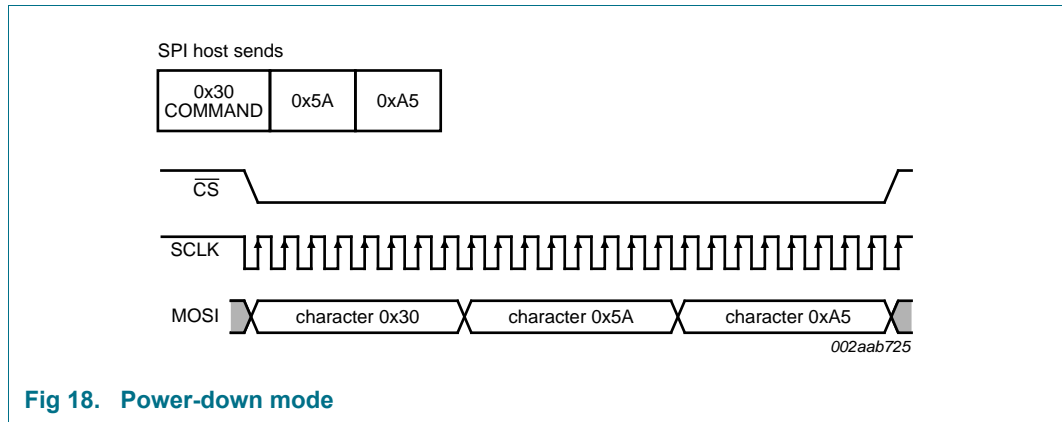 SPI host sends
0x30
COMMAND
0x5A
0xA5
CS
SCLK
MOSI
character 0x30
character 0x5A
character 0xA5
002aab725
Fig 18. Power-down mode